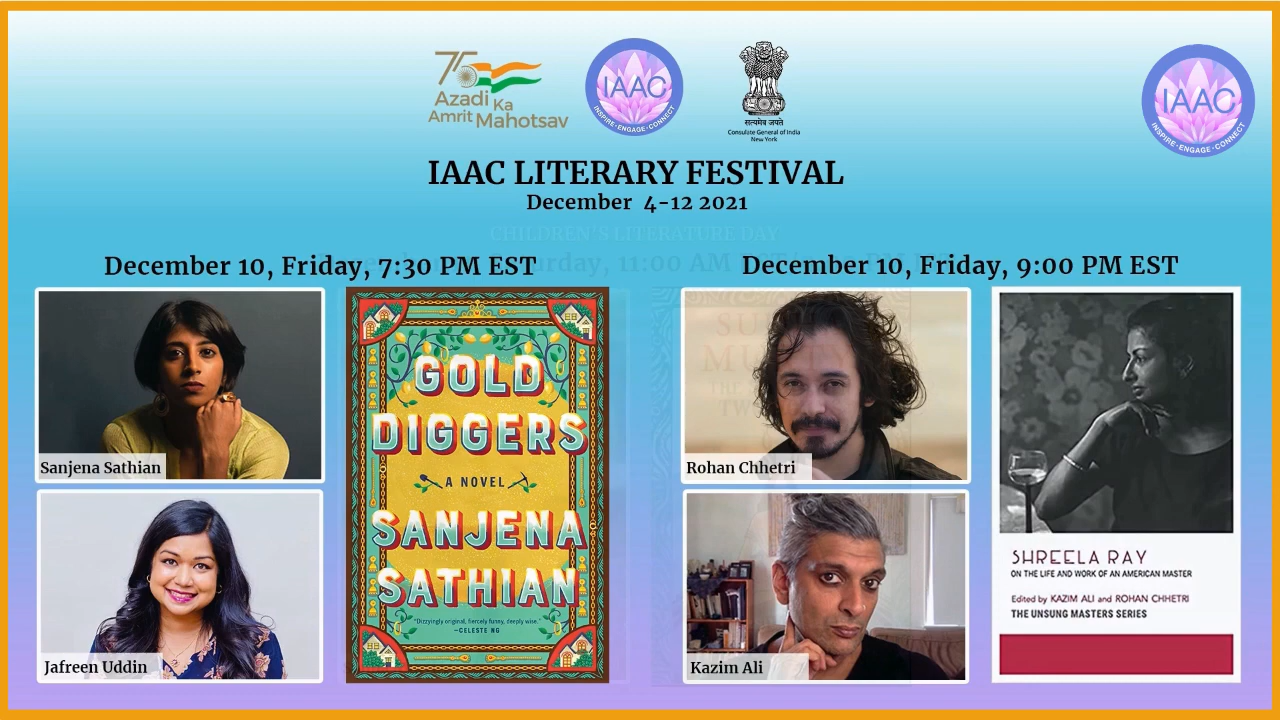 75
Azadi Ka
Amrit Mahotsav
IAAC
INSPIRE·ENGAGE·CONNECT
सत्यमेव जयते
Consulate General of India
New York
IAAC
INSPIRE·ENGAGE·CONNECT
IAAC LITERARY FESTIVAL
December 4-12 2021
CHILDREN'S LITERATURE DAY
December 10, Friday, 7:30 PM EST
Sanjena Sathian
Jafreen Uddin
GOLD
DIGGERS
A NOVEL
SANJENA
SATHIAN
"Dizzyingly original, fiercely funny, deeply wise."
—CELESTE NG
December 10, Friday, 9:00 PM EST
Rohan Chhetri
Kazim Ali
SHREELA RAY
ON THE LIFE AND WORK OF AN AMERICAN MASTER
Edited by KAZIM ALI and ROHAN CHHETRI
THE UNSUNG MASTERS SERIES